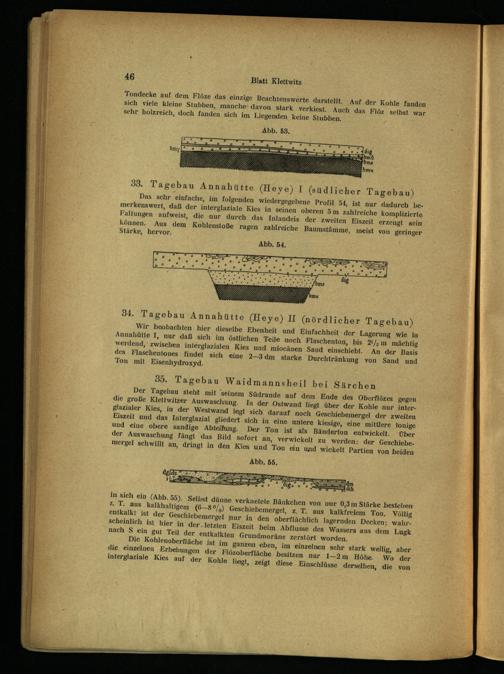 46
Blatt Klettwitz
Tondecke auf dem Flöze das einzige Beachtenswerte darstellt. Auf der Kohle fanden
sich viele kleine Stubben, manche davon stark verkiest. Auch das Flöz selbst war
sehr holzreich, doch fanden sich im Liegenden keine Stubben.
Abb. 53.
33. Tagebau Annahütte (Heye) I (südlicher Tagebau)
Das sehr einfache, im folgenden wiedergegebene Profil 54, ist nur dadurch be-
merkenswert, daß der interglaziale Kies in seinen oberen 5 m zahlreiche komplizierte
Faltungen aufweist, die nur durch das Inlandeis der zweiten Eiszeit erzeugt sein
können. Aus dem Kohlenstoße ragen zahlreiche Baumstämme, meist von geringer
Stärke, hervor.
Abb. 54.
dig
bms
bmx
34. Tagebau Annahütte (Heye) II (nördlicher Tagebau)
Wir beobachten hier dieselbe Ebenheit und Einfachheit der Lagerung wie in
Annahütte I, nur daß sich im östlichen Teile noch Flaschenton, bis 2½ m mächtig
werdend, zwischen interglazialen Kies und miocänen Sand einschiebt. An der Basis
des Flaschentones findet sich eine 2—3 dm starke Durchtränkung von Sand und
Ton mit Eisenhydroxyd.
35. Tagebau Waidmannsheil bei Särchen
Der Tagebau steht mit seinem Südrande auf dem Ende des Oberflözes gegen
die große Klettwitzer Auswaschung. In der Ostwand liegt über der Kohle nur inter-
glazialer Kies, in der Westwand legt sich darauf noch Geschiebemergel der zweiten
Eiszeit und das Interglazial gliedert sich in eine untere kiesige, eine mittlere tonige
und eine obere sandige Abteilung. Der Ton ist als Bänderton entwickelt. Über
der Auswaschung fängt das Bild sofort an, verwickelt zu werden: der Geschiebe-
mergel schwillt an, dringt in den Kies und Ton ein und wickelt Partien von beiden
Abb. 55.
in sich ein (Abb. 55). Selbst dünne verknetete Bänkchen von nur 0,3 m Stärke bestehen
z. T. aus kalkhaltigem (6—8 %) Geschiebemergel, z. T. aus kalkfreiem Ton. Völlig
entkalkt ist der Geschiebemergel nur in den oberflächlich lagernden Decken; wahr-
scheinlich ist hier in der letzten Eiszeit beim Abflusse des Wassers aus dem Lugk
nach S ein gut Teil der entkalkten Grundmoräne zerstört worden.
Die Kohlenoberfläche ist im ganzen eben, im einzelnen sehr stark wellig, aber
die einzelnen Erhebungen der Flözoberfläche besitzen nur 1—2 m Höhe. Wo der
interglaziale Kies auf der Kohle liegt, zeigt diese Einschlüsse derselben, die von